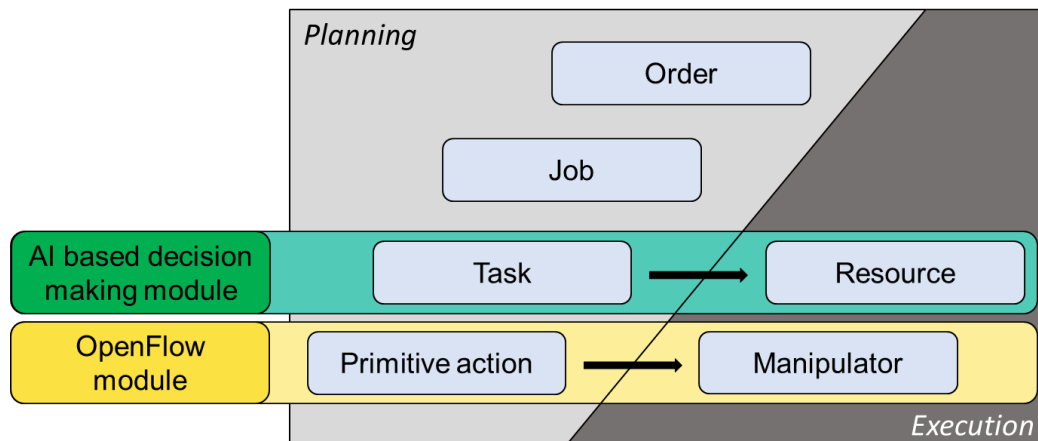 Planning
Order
Job
AI based decision
making module
Task
Resource
OpenFlow
module
Primitive action
Manipulator
Execution